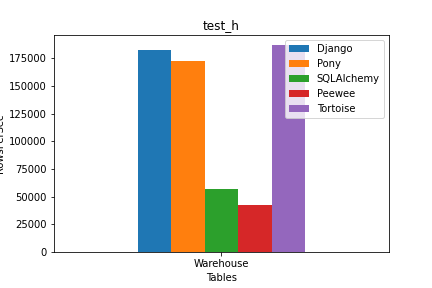 test_h
175000
150000
125000
100000
75000
50000
25000
0
Django
Pony
SQLAlchemy
Peewee
Tortoise
Warehouse
Tables